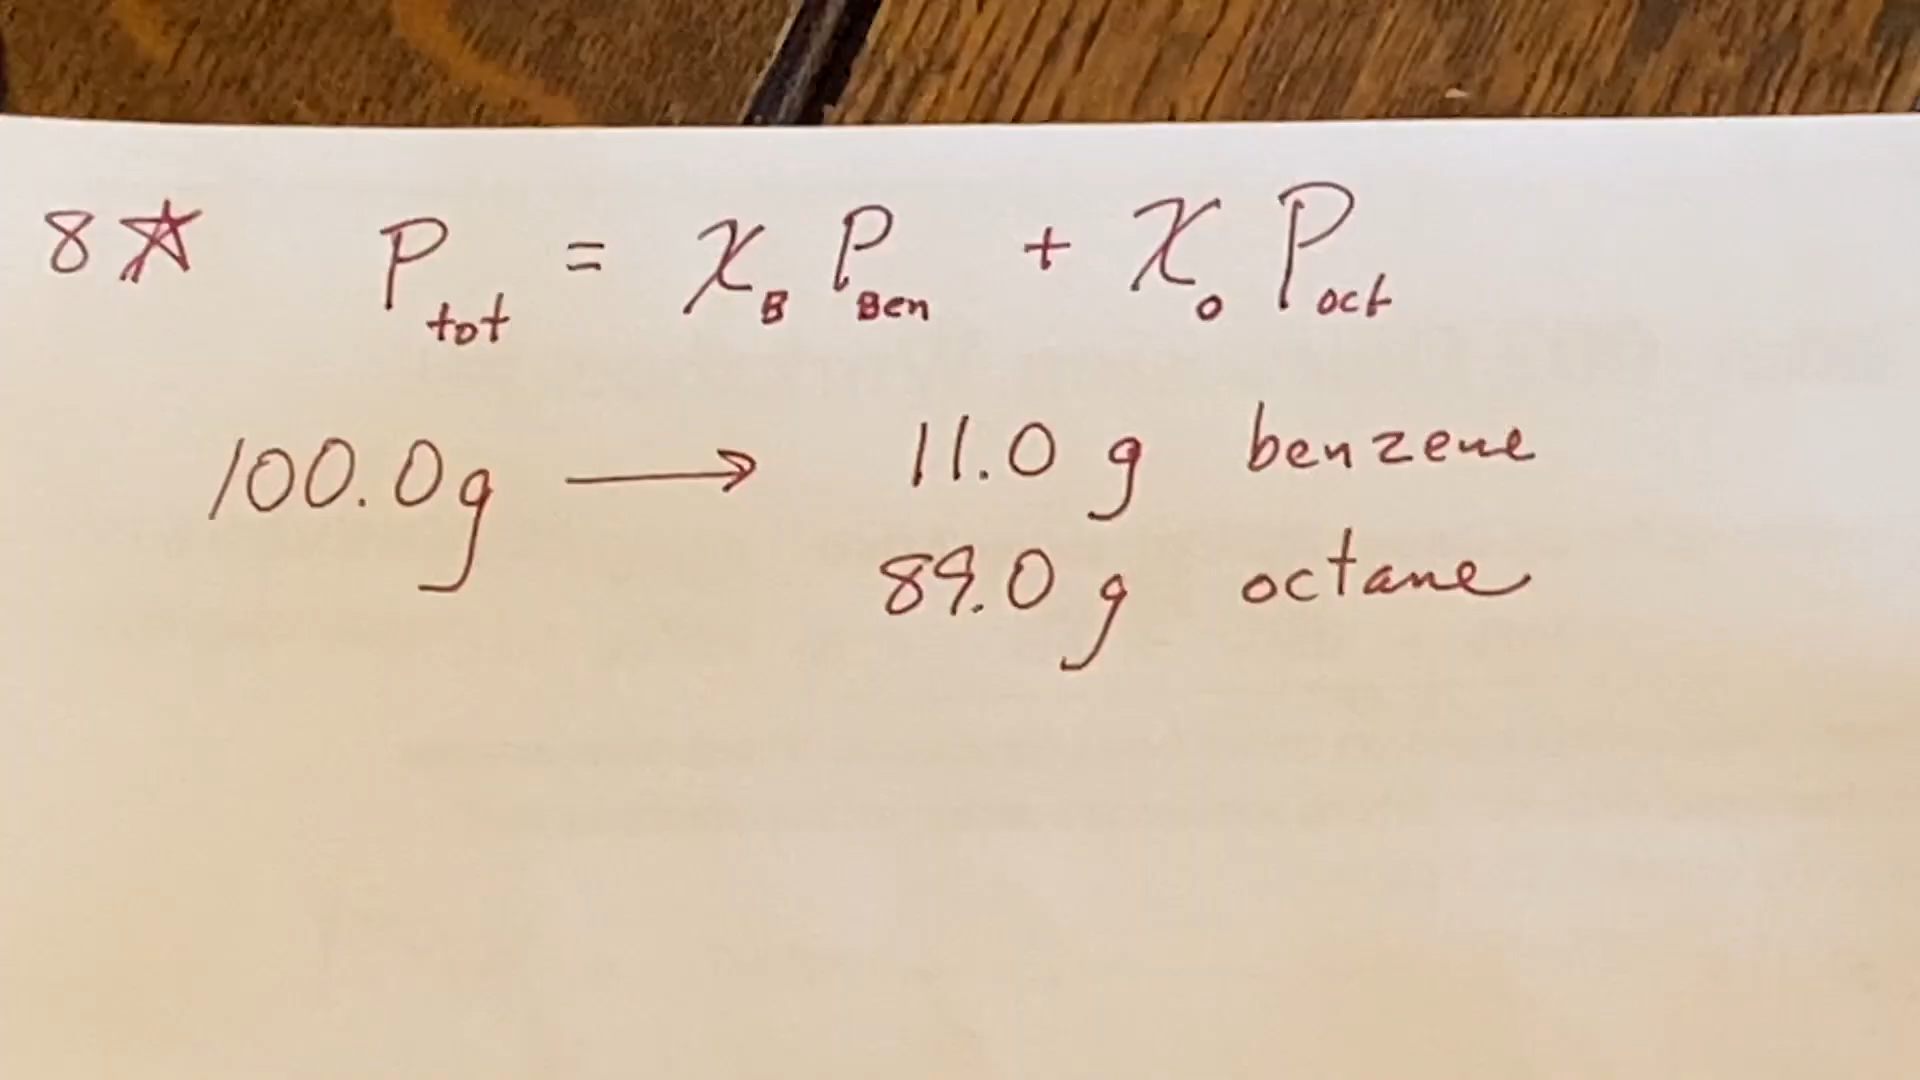 8☆ P_tot = χ_B P_Ben + χ_o P_oct
100.0g → 11.0 g benzene
89.0 g octane